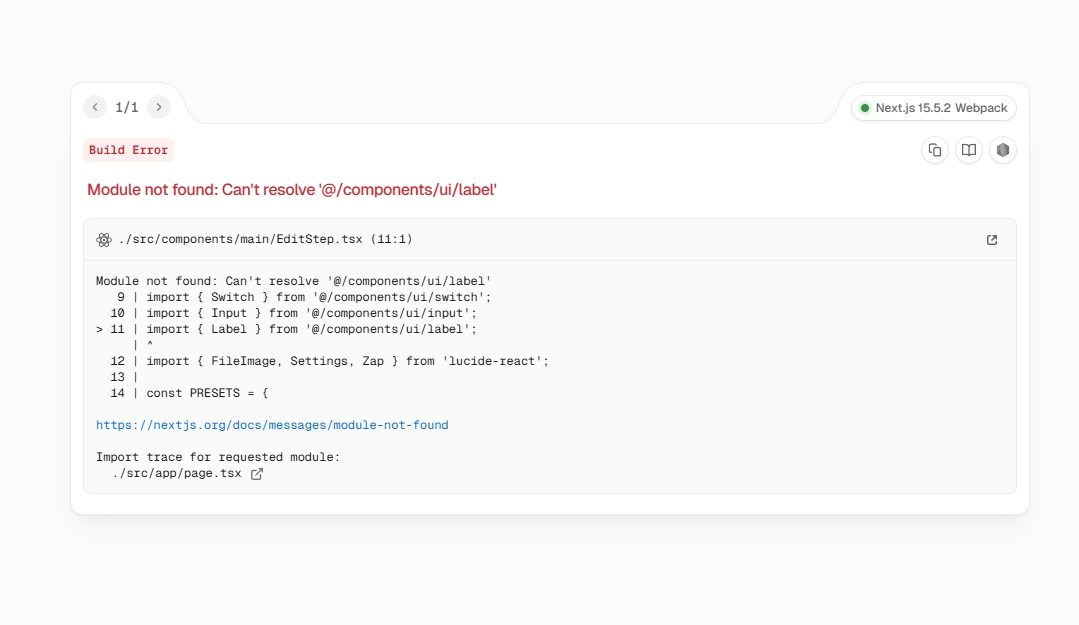 1/1
Next.js 15.5.2 Webpack
Build Error
Module not found: Can't resolve '@/components/ui/label'
./src/components/main/EditStep.tsx (11:1)
Module not found: Can't resolve '@/components/ui/label'
   9 | import { Switch } from '@/components/ui/switch';
  10 | import { Input } from '@/components/ui/input';
> 11 | import { Label } from '@/components/ui/label';
     | ^
  12 | import { FileImage, Settings, Zap } from 'lucide-react';
  13 |
  14 | const PRESETS = {
https://nextjs.org/docs/messages/module-not-found
Import trace for requested module:
./src/app/page.tsx